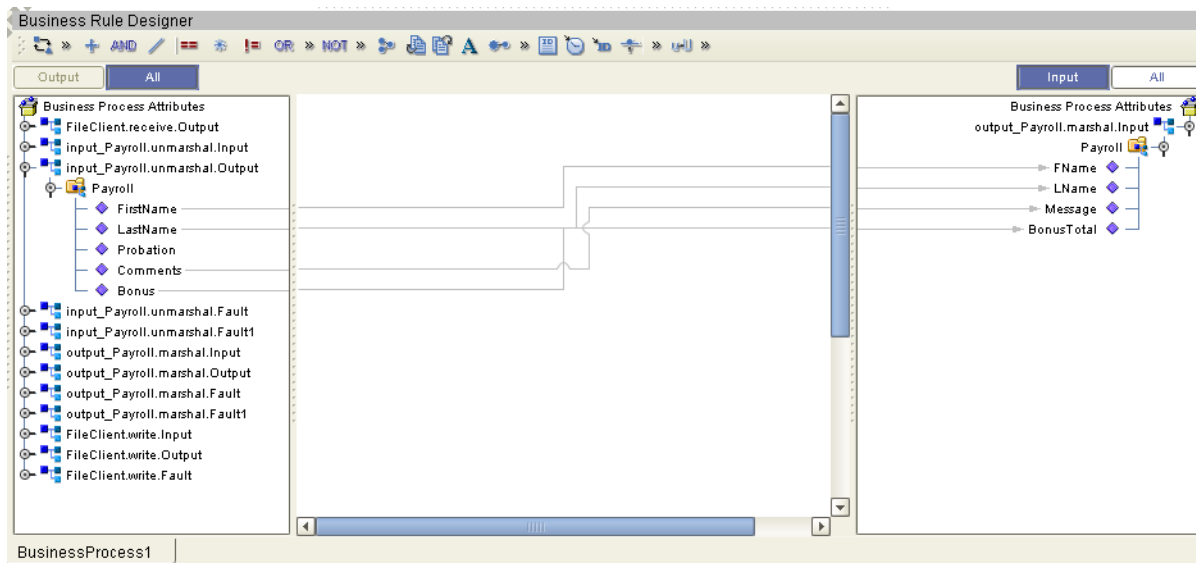 Business Rule Designer
» AND == != OR » NOT » A » »
Output All
Input All
Business Process Attributes
FileClient.receive.Output
input_Payroll.unmarshal.Input
input_Payroll.unmarshal.Output
Payroll
FirstName
LastName
Probation
Comments
Bonus
input_Payroll.unmarshal.Fault
input_Payroll.unmarshal.Fault1
output_Payroll.marshal.Input
output_Payroll.marshal.Output
output_Payroll.marshal.Fault
output_Payroll.marshal.Fault1
FileClient.write.Input
FileClient.write.Output
FileClient.write.Fault
Business Process Attributes
output_Payroll.marshal.Input
Payroll
FName
LName
Message
BonusTotal
BusinessProcess1